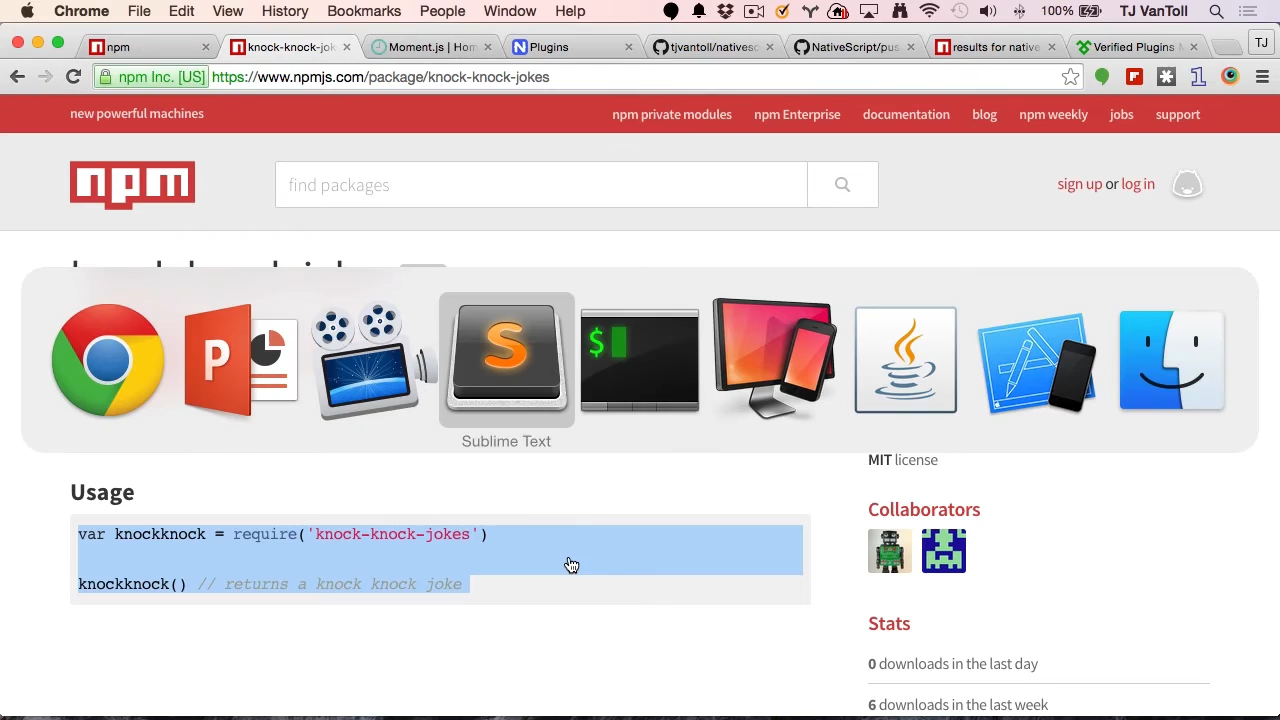 Chrome File Edit View History Bookmarks People Window Help 100% TJ VanToll
npm knock-knock-jok Moment.js | Hom Plugins tjvantoll/natives NativeScript/pus results for native Verified Plugins M TJ
npm Inc. [US] https://www.npmjs.com/package/knock-knock-jokes
new powerful machines npm private modules npm Enterprise documentation blog npm weekly jobs support
npm find packages sign up or log in
Sublime Text
MIT license
Usage
Collaborators
var knockknock = require('knock-knock-jokes')
knockknock() // returns a knock knock joke
Stats
0 downloads in the last day
6 downloads in the last week